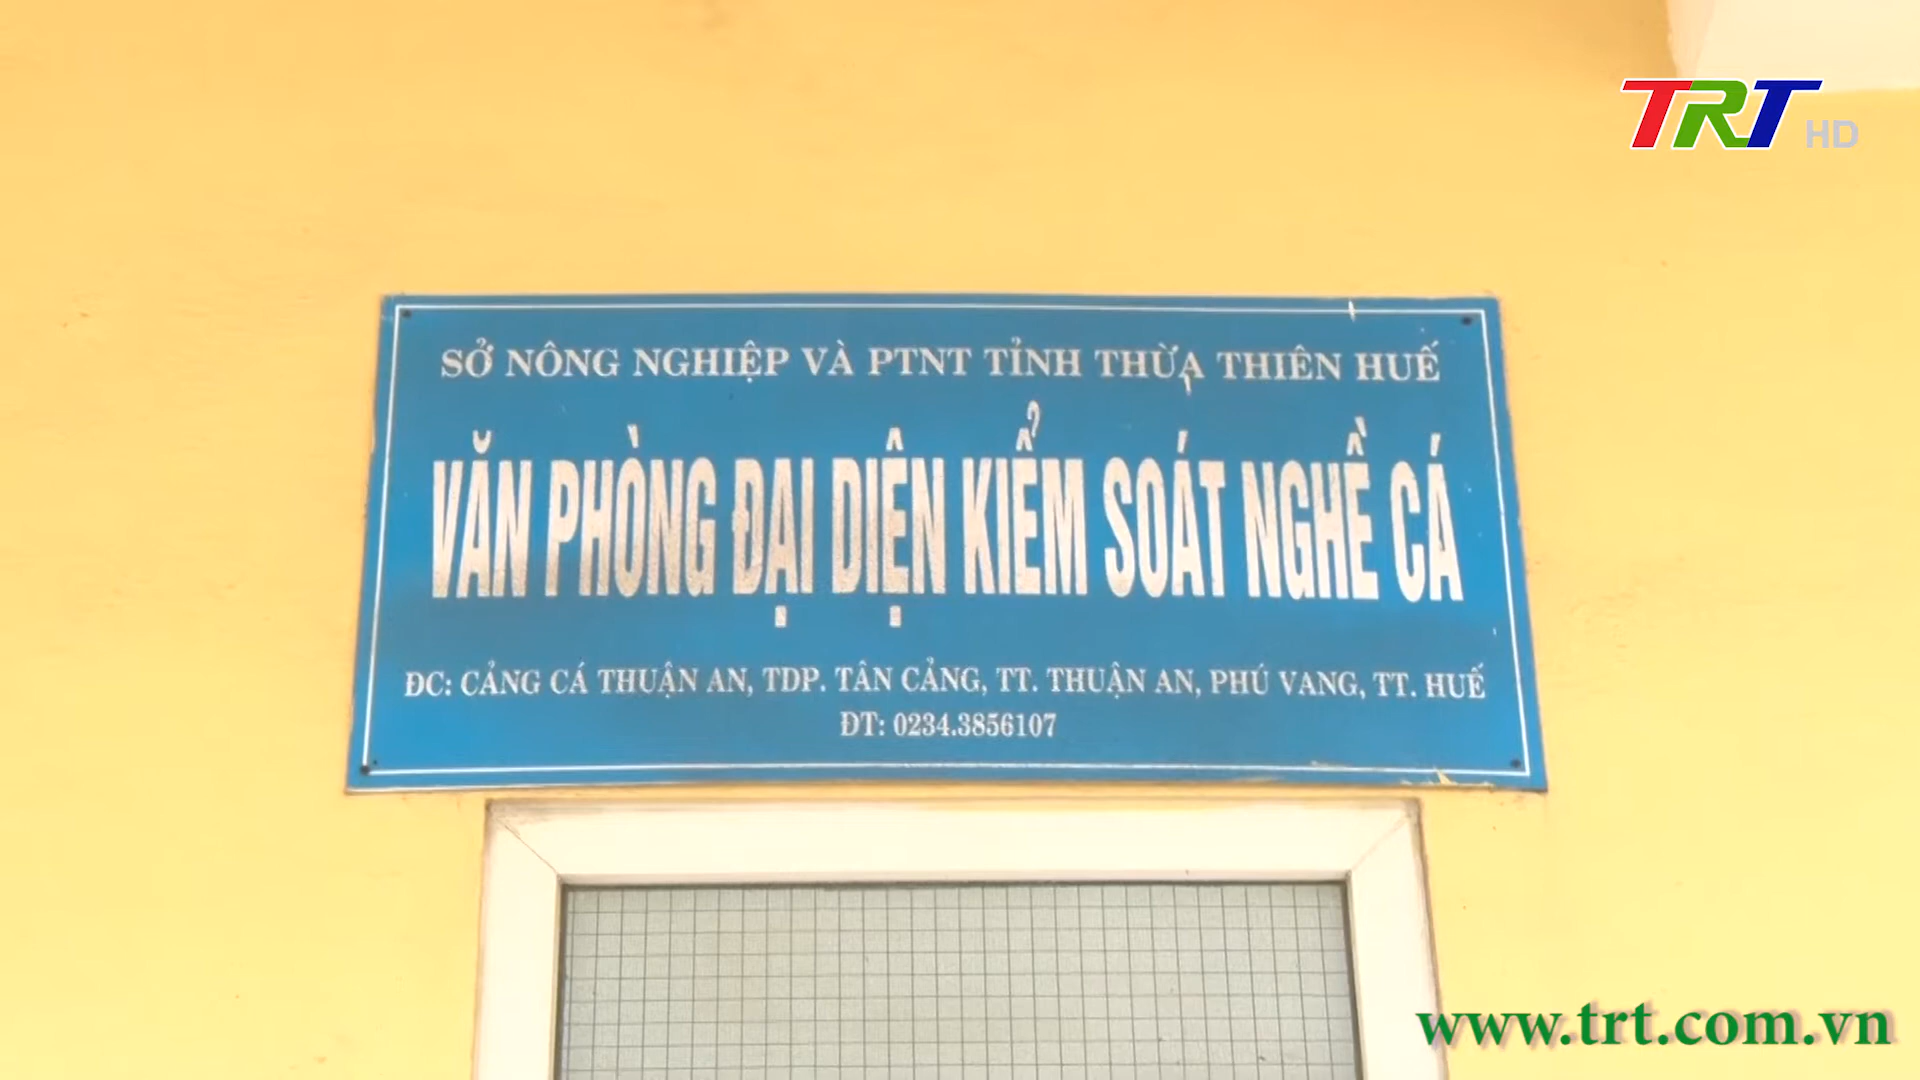 TRT HD
SỞ NÔNG NGHIỆP VÀ PTNT TỈNH THỪA THIÊN HUẾ
VĂN PHÒNG ĐẠI DIỆN KIỂM SOÁT NGHỀ CÁ
ĐC: CẢNG CÁ THUẬN AN, TDP. TÂN CẢNG, TT. THUẬN AN, PHÚ VANG, TT. HUẾ
ĐT: 0234.3856107
www.trt.com.vn